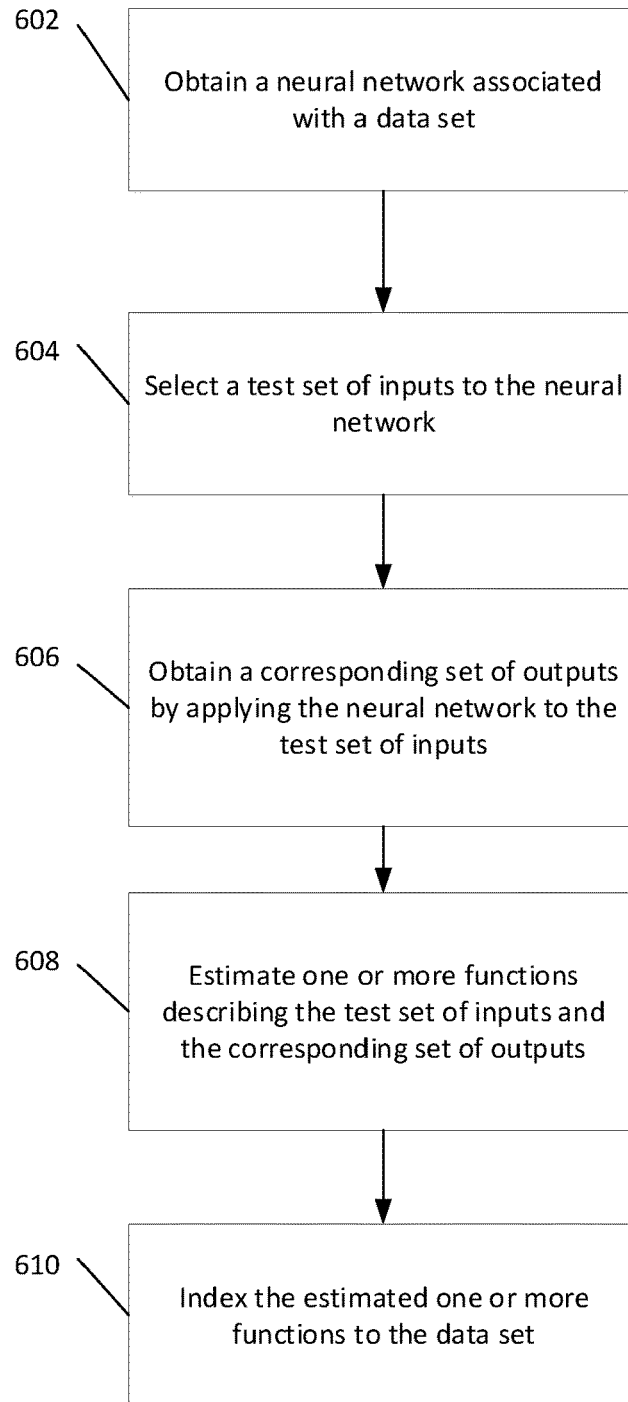 602
Obtain a neural network associated
with a data set
604
Select a test set of inputs to the neural
network
606
Obtain a corresponding set of outputs
by applying the neural network to the
test set of inputs
608
Estimate one or more functions
describing the test set of inputs and
the corresponding set of outputs
610
Index the estimated one or more
functions to the data set